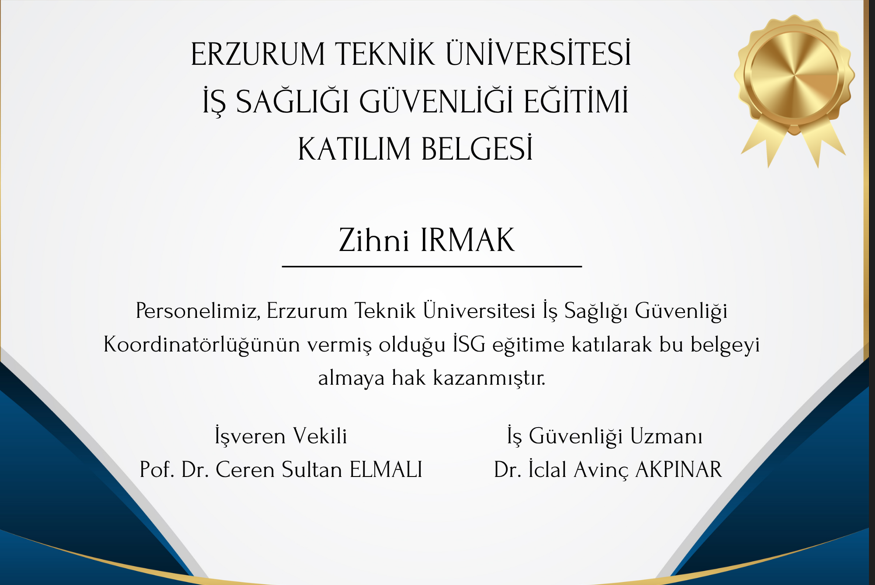 ERZURUM TEKNİK ÜNİVERSİTESİ
İŞ SAĞLIĞI GÜVENLİĞİ EĞİTİMİ
KATILIM BELGESİ
Zihni IRMAK
Personelimiz, Erzurum Teknik Üniversitesi İş Sağlığı Güvenliği
Koordinatörlüğünün vermiş olduğu İSG eğitime katılarak bu belgeyi
almaya hak kazanmıştır.
İşveren Vekili
Pof. Dr. Ceren Sultan ELMALI
İş Güvenliği Uzmanı
Dr. İclal Avinç AKPINAR